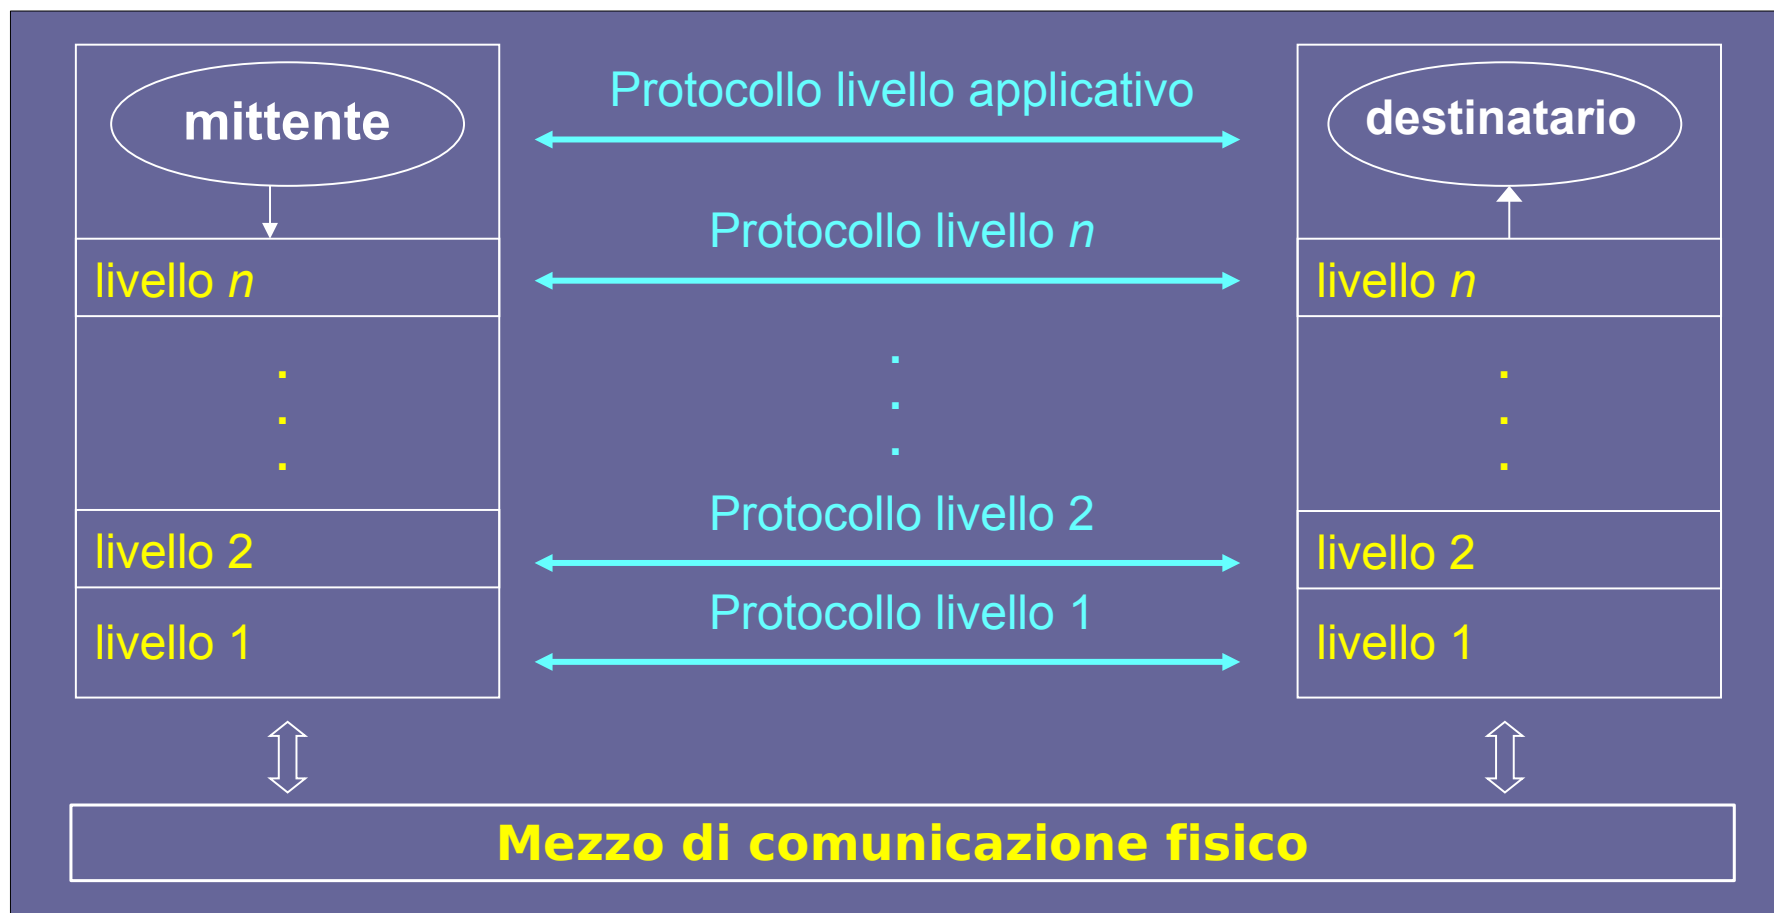 mittente
Protocollo livello applicativo
destinatario
Protocollo livello n
livello n
livello n
.
.
.
.
.
.
.
.
.
Protocollo livello 2
livello 2
livello 2
Protocollo livello 1
livello 1
livello 1
Mezzo di comunicazione fisico